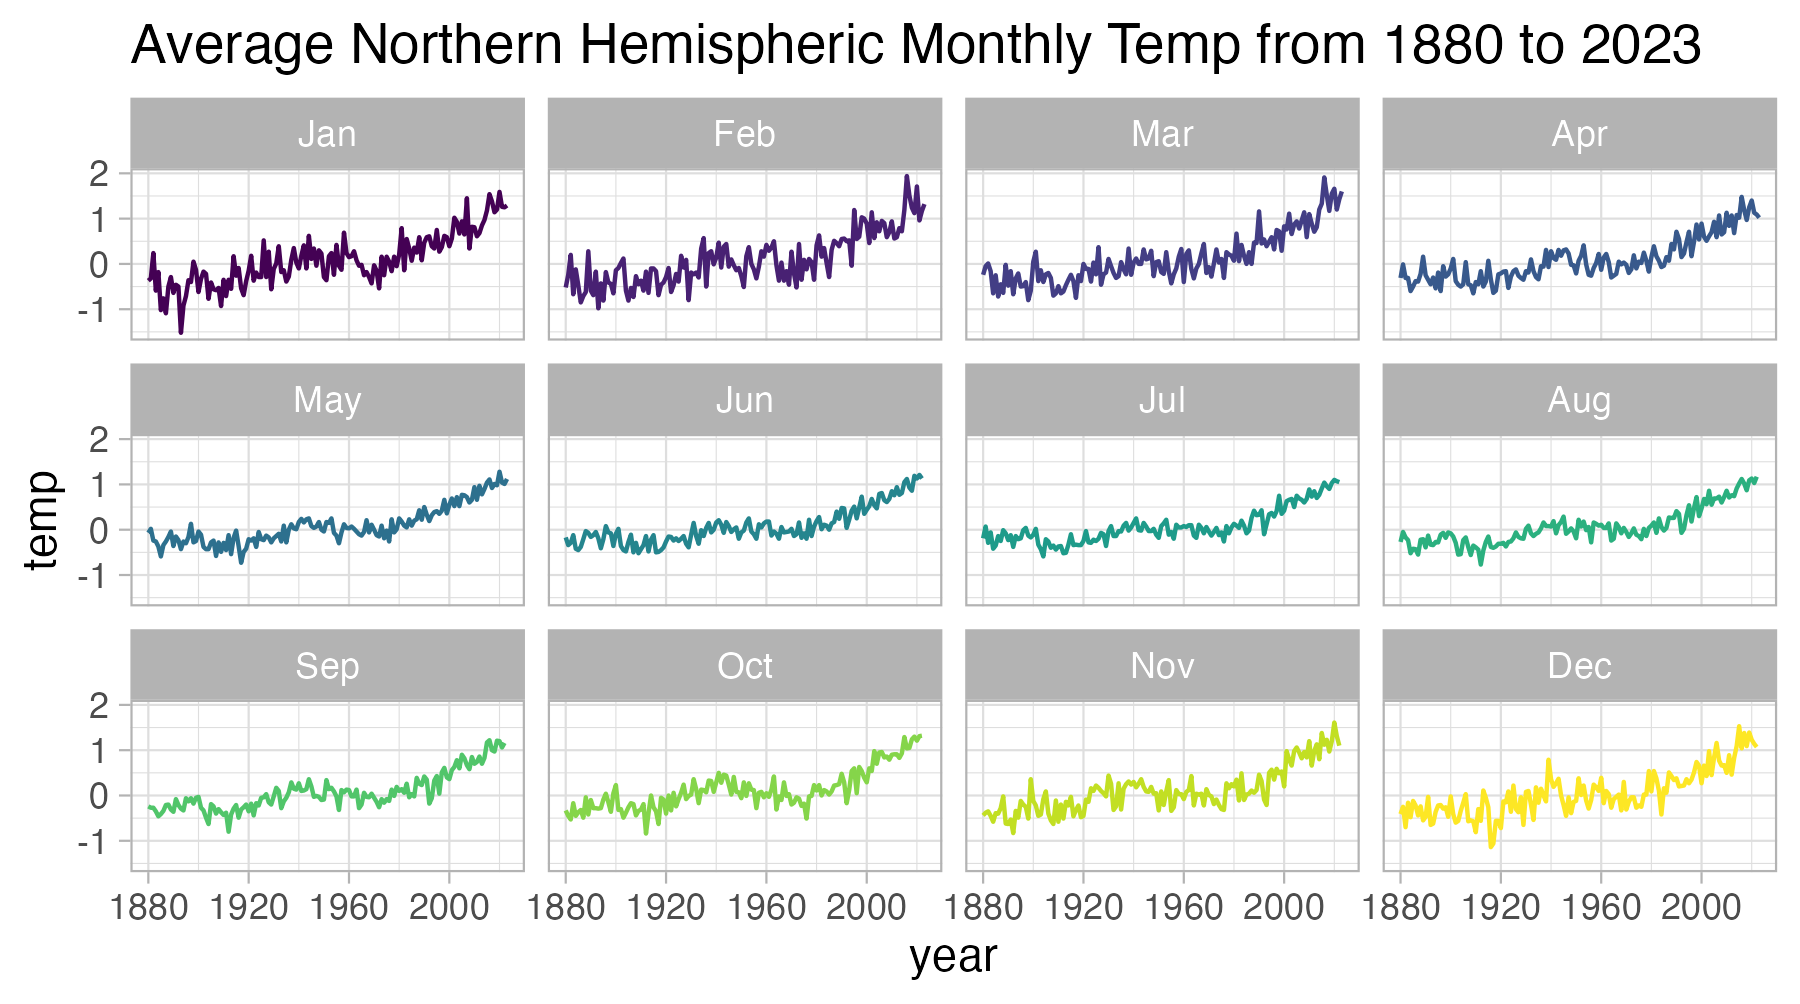 Average Northern Hemispheric Monthly Temp from 1880 to 2023
Jan Feb Mar Apr
2
1
0
-1
May Jun Jul Aug
2
1
0
-1
temp
Sep Oct Nov Dec
2
1
0
-1
1880 1920 1960 2000 1880 1920 1960 2000 1880 1920 1960 2000 1880 1920 1960 2000
year